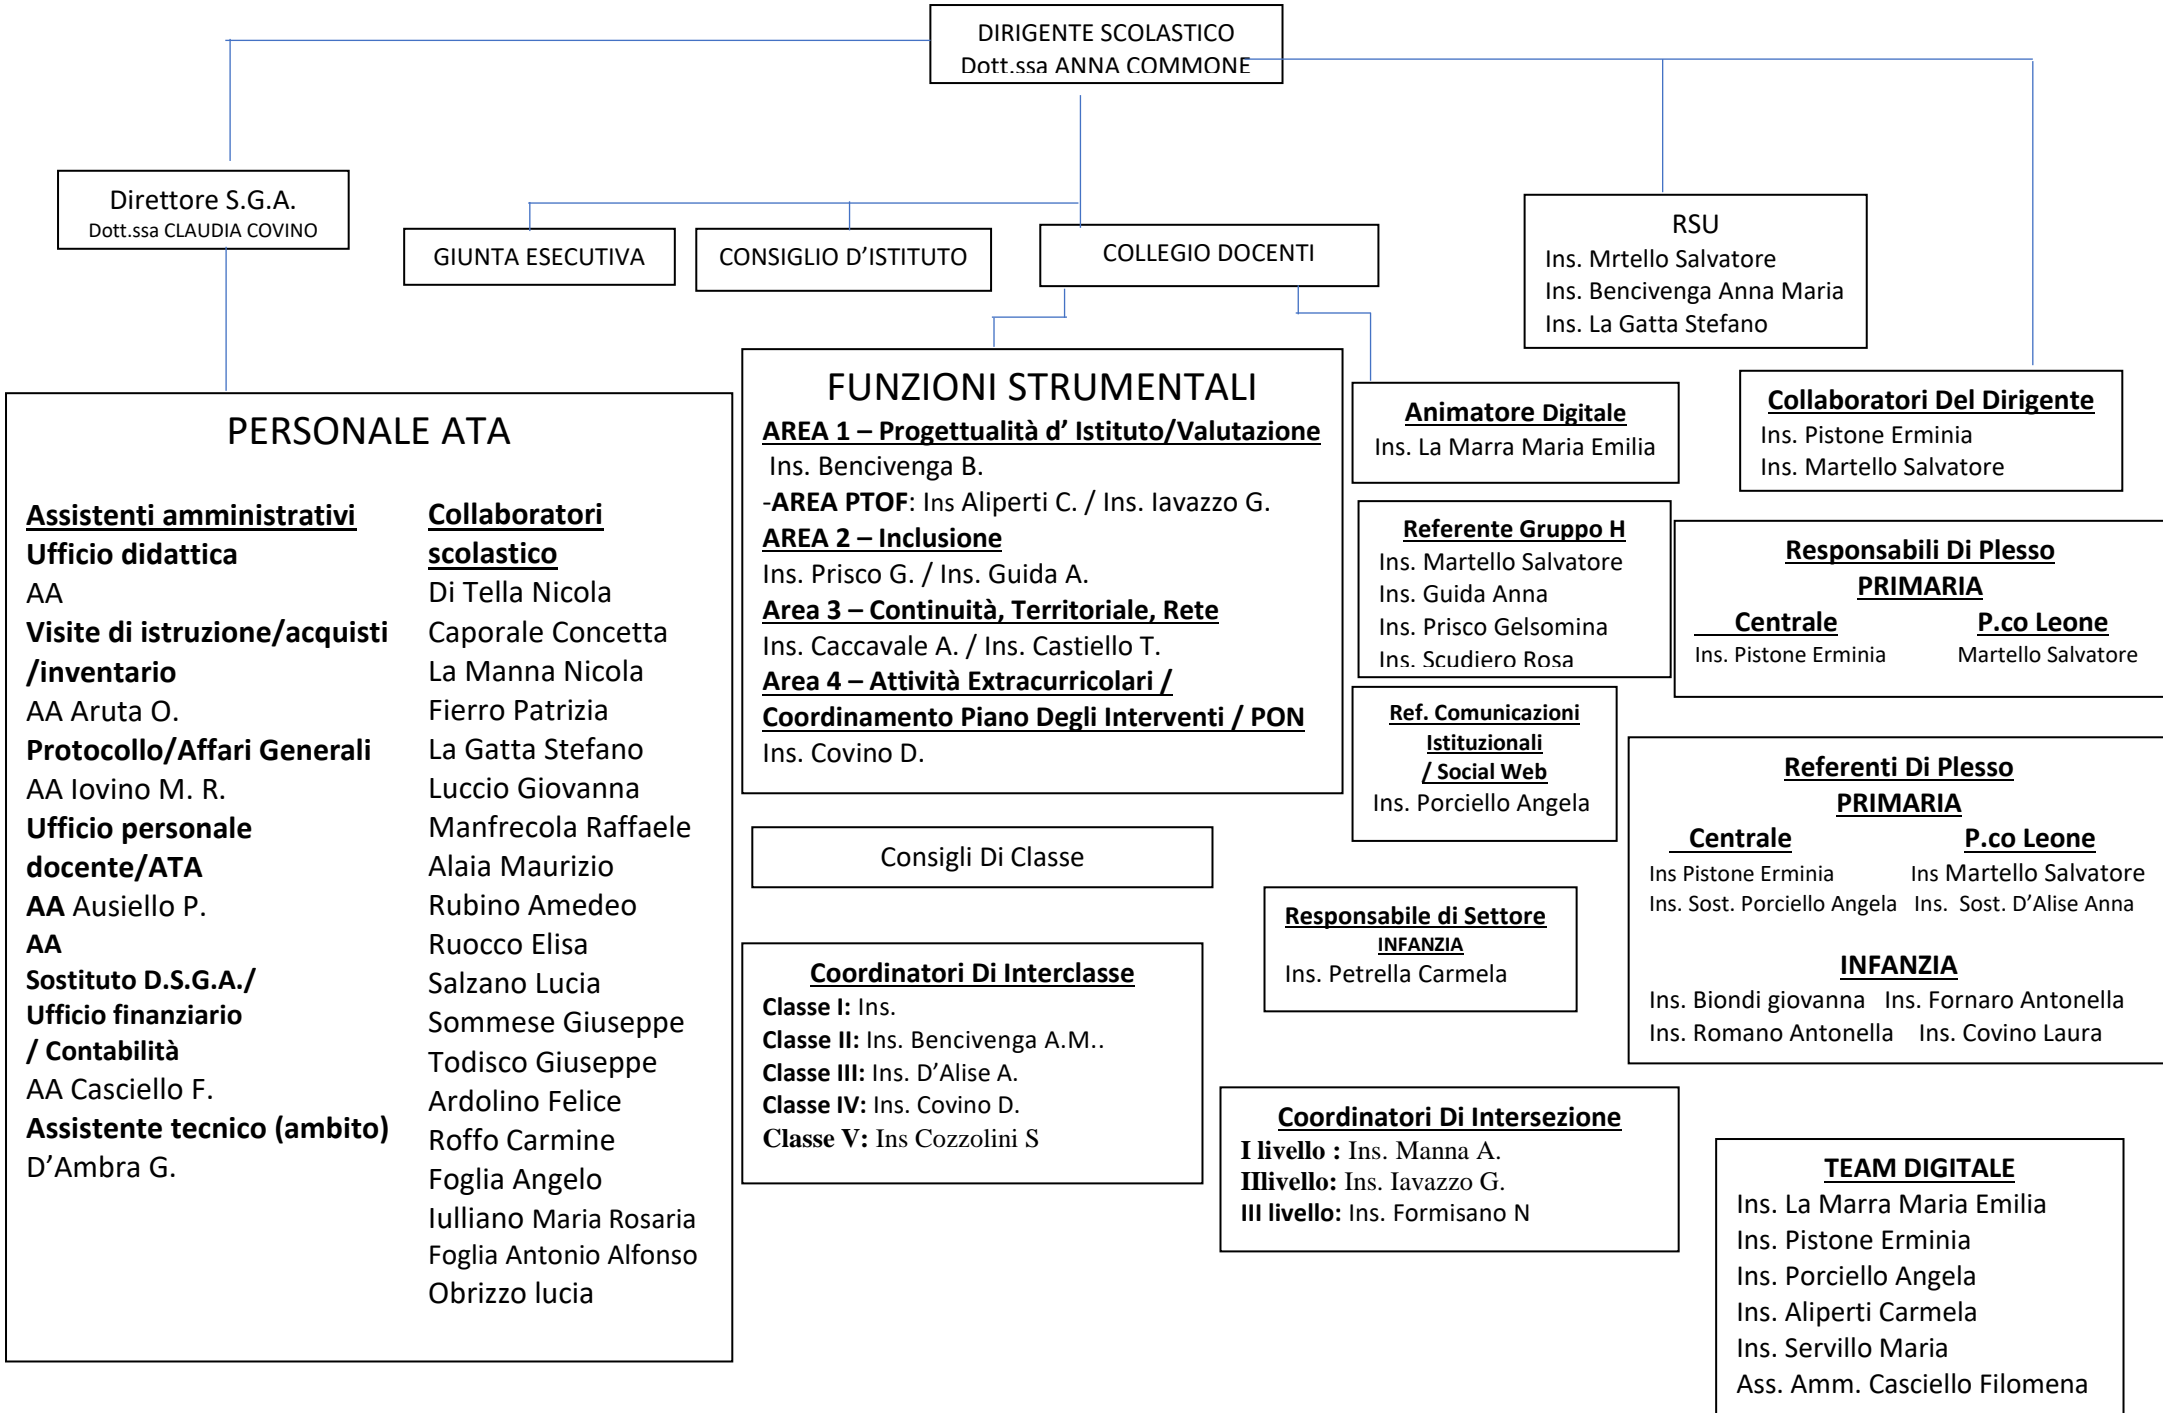 DIRIGENTE SCOLASTICO
Dott.ssa ANNA COMMONE
Direttore S.G.A.
Dott.ssa CLAUDIA COVINO
GIUNTA ESECUTIVA
CONSIGLIO D’ISTITUTO
COLLEGIO DOCENTI
RSU
Ins. Mrtello Salvatore
Ins. Bencivenga Anna Maria
Ins. La Gatta Stefano
PERSONALE ATA
Assistenti amministrativi
Ufficio didattica
AA
Visite di istruzione/acquisti
/inventario
AA Aruta O.
Protocollo/Affari Generali
AA Iovino M. R.
Ufficio personale
docente/ATA
AA Ausiello P.
AA
Sostituto D.S.G.A./
Ufficio finanziario
/ Contabilità
AA Casciello F.
Assistente tecnico (ambito)
D’Ambra G.
Collaboratori
scolastico
Di Tella Nicola
Caporale Concetta
La Manna Nicola
Fierro Patrizia
La Gatta Stefano
Luccio Giovanna
Manfrecola Raffaele
Alaia Maurizio
Rubino Amedeo
Ruocco Elisa
Salzano Lucia
Sommese Giuseppe
Todisco Giuseppe
Ardolino Felice
Roffo Carmine
Foglia Angelo
Iulliano Maria Rosaria
Foglia Antonio Alfonso
Obrizzo lucia
FUNZIONI STRUMENTALI
AREA 1 – Progettualità d’ Istituto/Valutazione
Ins. Bencivenga B.
-AREA PTOF: Ins Aliperti C. / Ins. Iavazzo G.
AREA 2 – Inclusione
Ins. Prisco G. / Ins. Guida A.
Area 3 – Continuità, Territoriale, Rete
Ins. Caccavale A. / Ins. Castiello T.
Area 4 – Attività Extracurricolari /
Coordinamento Piano Degli Interventi / PON
Ins. Covino D.
Consigli Di Classe
Coordinatori Di Interclasse
Classe I: Ins.
Classe II: Ins. Bencivenga A.M..
Classe III: Ins. D’Alise A.
Classe IV: Ins. Covino D.
Classe V: Ins Cozzolini S
Animatore Digitale
Ins. La Marra Maria Emilia
Referente Gruppo H
Ins. Martello Salvatore
Ins. Guida Anna
Ins. Prisco Gelsomina
Ins. Scudiero Rosa
Ref. Comunicazioni
Istituzionali
/ Social Web
Ins. Porciello Angela
Responsabile di Settore
INFANZIA
Ins. Petrella Carmela
Coordinatori Di Intersezione
I livello : Ins. Manna A.
IIlivello: Ins. Iavazzo G.
III livello: Ins. Formisano N
Collaboratori Del Dirigente
Ins. Pistone Erminia
Ins. Martello Salvatore
Responsabili Di Plesso
PRIMARIA
Centrale P.co Leone
Ins. Pistone Erminia Martello Salvatore
Referenti Di Plesso
PRIMARIA
Centrale P.co Leone
Ins Pistone Erminia Ins Martello Salvatore
Ins. Sost. Porciello Angela Ins. Sost. D’Alise Anna
INFANZIA
Ins. Biondi giovanna Ins. Fornaro Antonella
Ins. Romano Antonella Ins. Covino Laura
TEAM DIGITALE
Ins. La Marra Maria Emilia
Ins. Pistone Erminia
Ins. Porciello Angela
Ins. Aliperti Carmela
Ins. Servillo Maria
Ass. Amm. Casciello Filomena